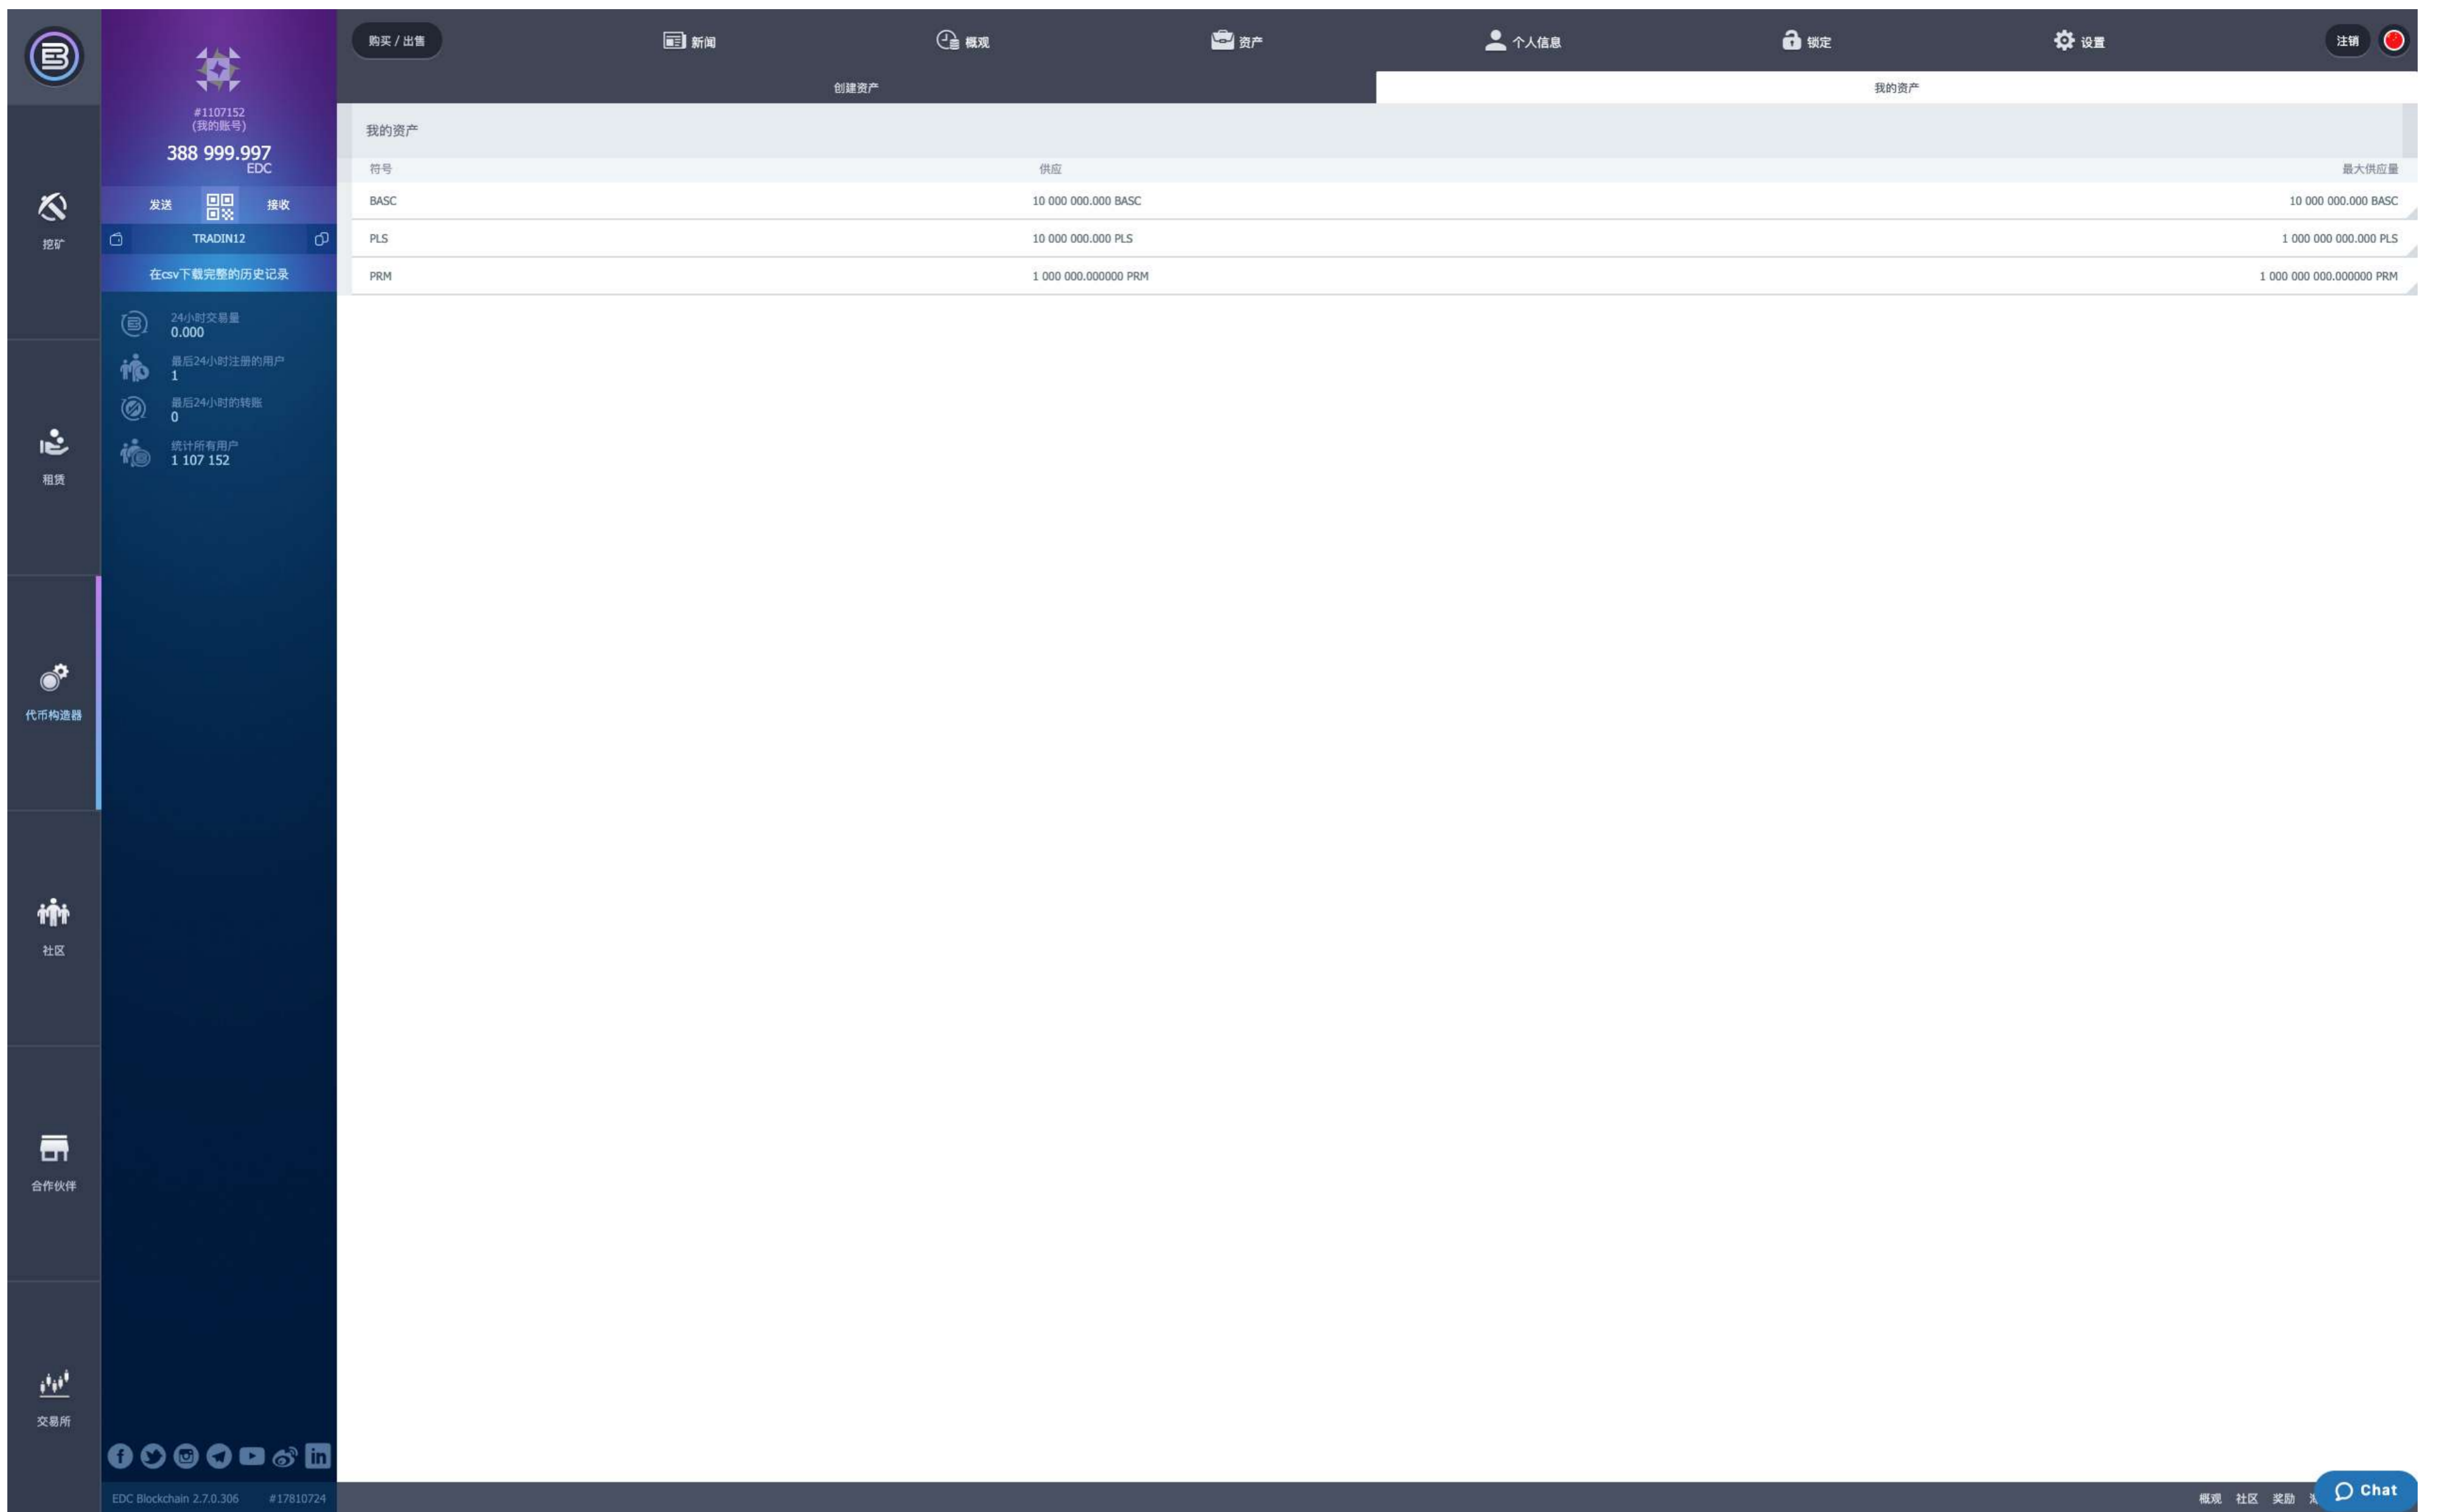 购买 / 出售
新闻
概观
资产
个人信息
锁定
设置
注销
创建资产
我的资产
挖矿
租赁
代币构造器
社区
合作伙伴
交易所
#1107152
(我的账号)
388 999.997
EDC
发送
接收
TRADIN12
在csv下载完整的历史记录
24小时交易量
0.000
最后24小时注册的用户
1
最后24小时的转账
0
统计所有用户
1 107 152
EDC Blockchain 2.7.0.306 #17810724
我的资产
符号 供应 最大供应量
BASC 10 000 000.000 BASC 10 000 000.000 BASC
PLS 10 000 000.000 PLS 1 000 000 000.000 PLS
PRM 1 000 000.000000 PRM 1 000 000 000.000000 PRM
概观 社区 奖励
Chat